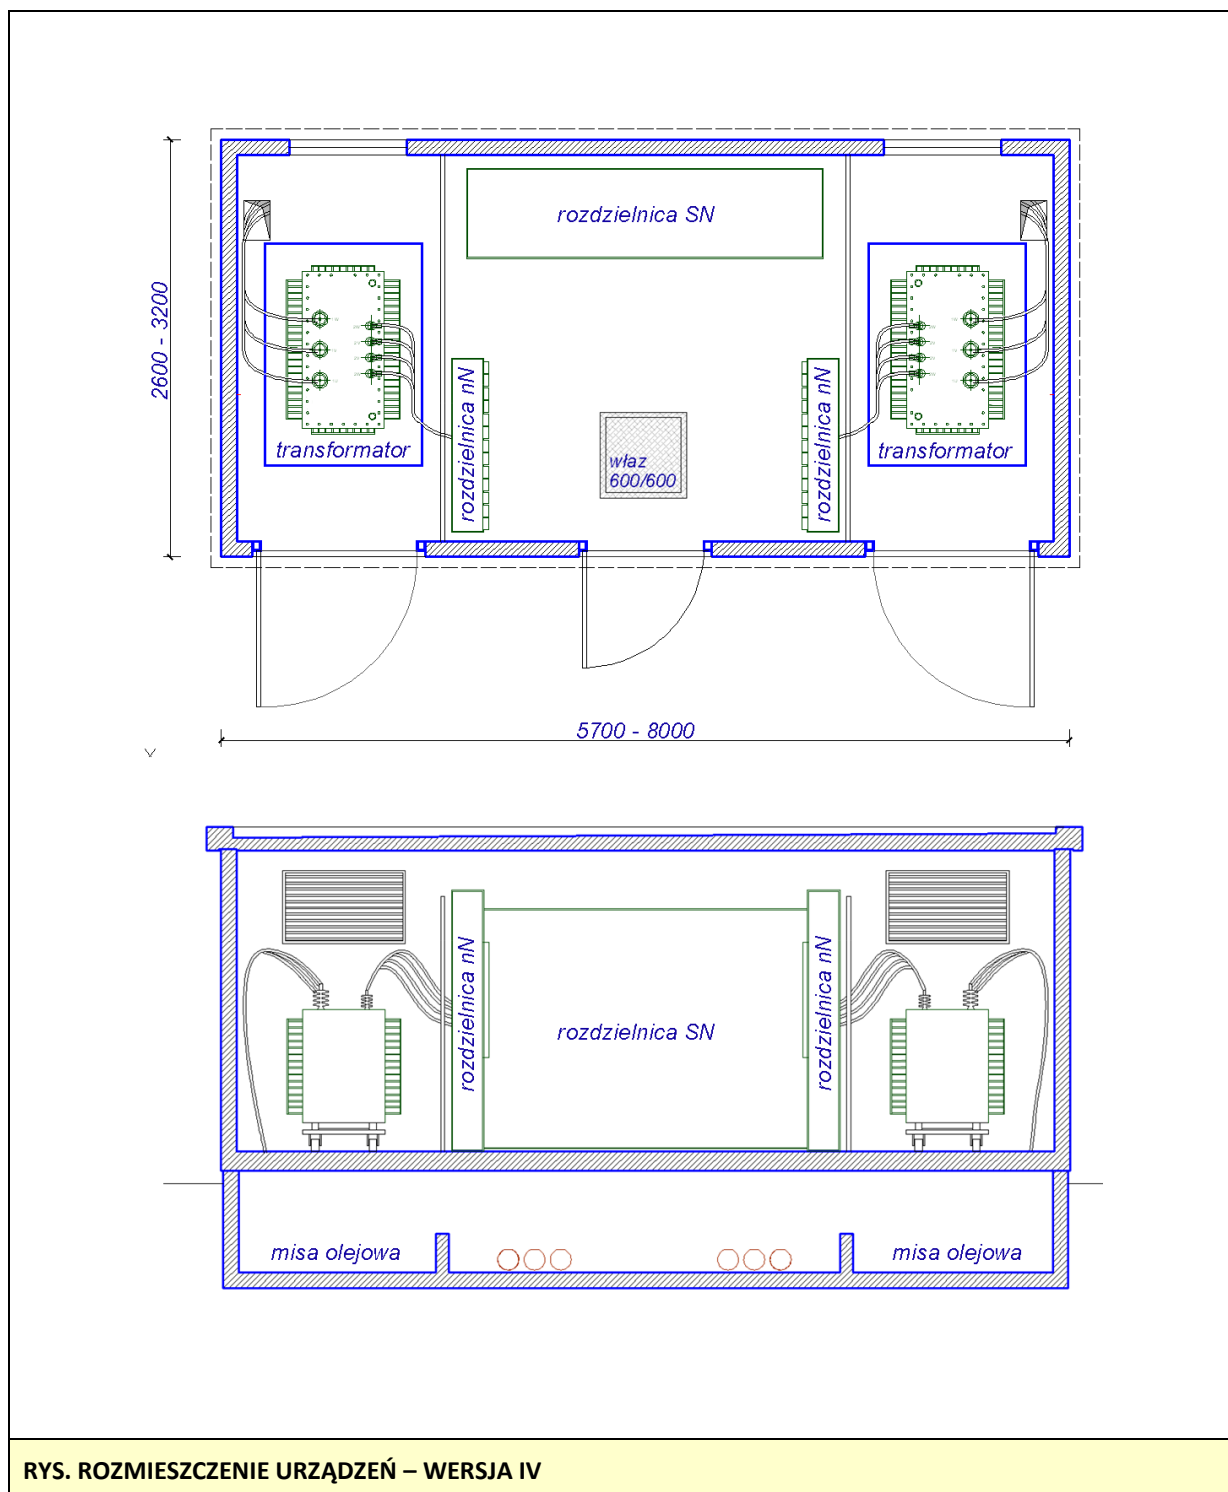 rozdzielnica SN
2600 - 3200
rozdzielnica nN
rozdzielnica nN
transformator
właz
600/600
transformator
5700 - 8000
rozdzielnica nN
rozdzielnica SN
rozdzielnica nN
misa olejowa
misa olejowa
RYS. ROZMIESZCZENIE URZĄDZEŃ – WERSJA IV